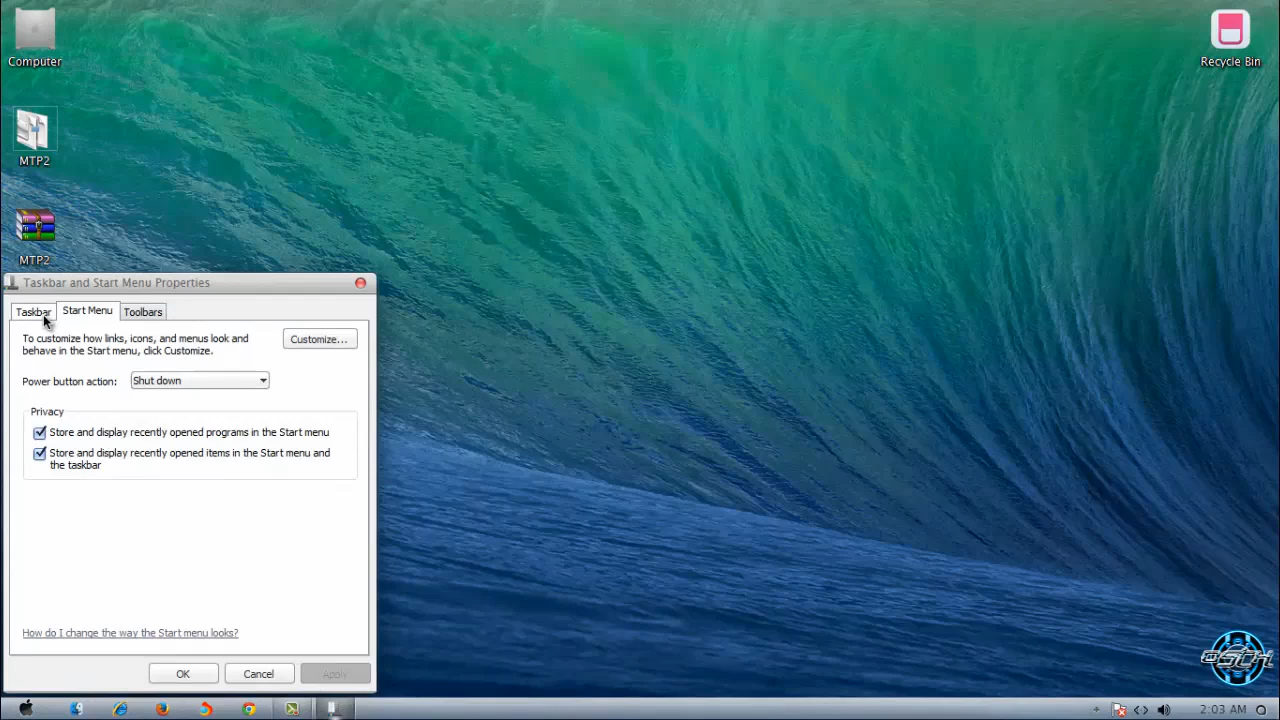 Computer
Recycle Bin
MTP2
MTP2
Taskbar and Start Menu Properties
Taskbar
Start Menu
Toolbars
To customize how links, icons, and menus look and
behave in the Start menu, click Customize.
Customize...
Power button action:
Shut down
Privacy
Store and display recently opened programs in the Start menu
Store and display recently opened items in the Start menu and
the taskbar
How do I change the way the Start menu looks?
OK
Cancel
Apply
2:03 AM